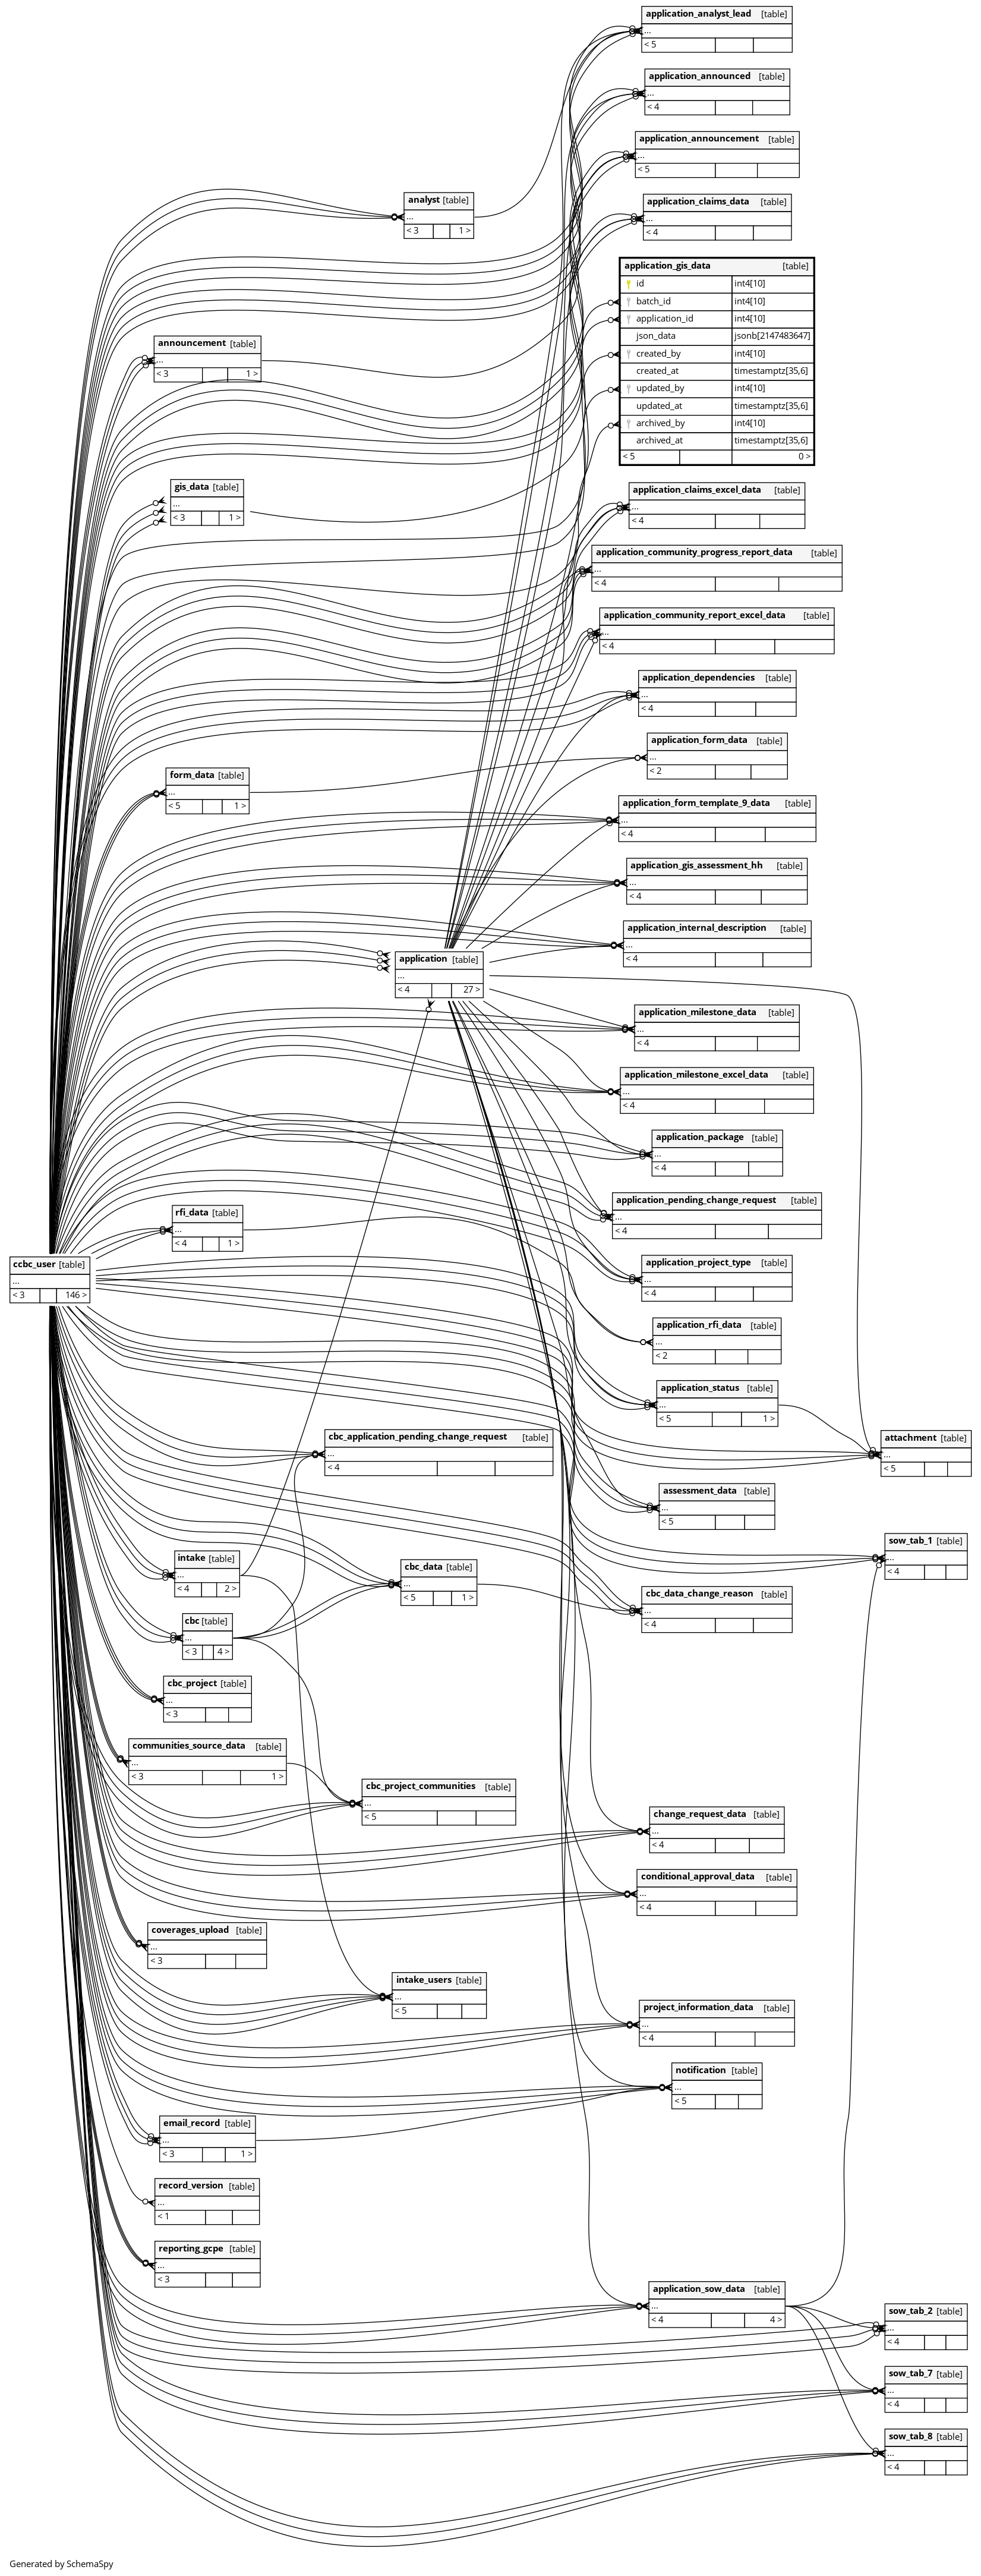 application_analyst_lead [table]
...
< 5
application_announced [table]
...
< 4
application_announcement [table]
...
< 5
analyst [table]
...
< 3 1 >
application_claims_data [table]
...
< 4
application_gis_data [table]
id int4[10]
batch_id int4[10]
application_id int4[10]
json_data jsonb[2147483647]
created_by int4[10]
created_at timestamptz[35,6]
updated_by int4[10]
updated_at timestamptz[35,6]
archived_by int4[10]
archived_at timestamptz[35,6]
< 5 0 >
announcement [table]
...
< 3 1 >
gis_data [table]
...
< 3 1 >
application_claims_excel_data [table]
...
< 4
application_community_progress_report_data [table]
...
< 4
application_community_report_excel_data [table]
...
< 4
application_dependencies [table]
...
< 4
application_form_data [table]
...
< 2
form_data [table]
...
< 5 1 >
application_form_template_9_data [table]
...
< 4
application_gis_assessment_hh [table]
...
< 4
application_internal_description [table]
...
< 4
application [table]
...
< 4 27 >
application_milestone_data [table]
...
< 4
application_milestone_excel_data [table]
...
< 4
application_package [table]
...
< 4
application_pending_change_request [table]
...
< 4
rfi_data [table]
...
< 4 1 >
ccbc_user [table]
...
< 3 146 >
application_project_type [table]
...
< 4
application_rfi_data [table]
...
< 2
application_status [table]
...
< 5 1 >
cbc_application_pending_change_request [table]
...
< 4
attachment [table]
...
< 5
assessment_data [table]
...
< 5
sow_tab_1 [table]
...
< 4
intake [table]
...
< 4 2 >
cbc_data [table]
...
< 5 1 >
cbc_data_change_reason [table]
...
< 4
cbc [table]
...
< 3 4 >
cbc_project [table]
...
< 3
communities_source_data [table]
...
< 3 1 >
cbc_project_communities [table]
...
< 5
change_request_data [table]
...
< 4
conditional_approval_data [table]
...
< 4
coverages_upload [table]
...
< 3
intake_users [table]
...
< 5
project_information_data [table]
...
< 4
notification [table]
...
< 5
email_record [table]
...
< 3 1 >
record_version [table]
...
< 1
reporting_gcpe [table]
...
< 3
application_sow_data [table]
...
< 4 4 >
sow_tab_2 [table]
...
< 4
sow_tab_7 [table]
...
< 4
sow_tab_8 [table]
...
< 4
Generated by SchemaSpy